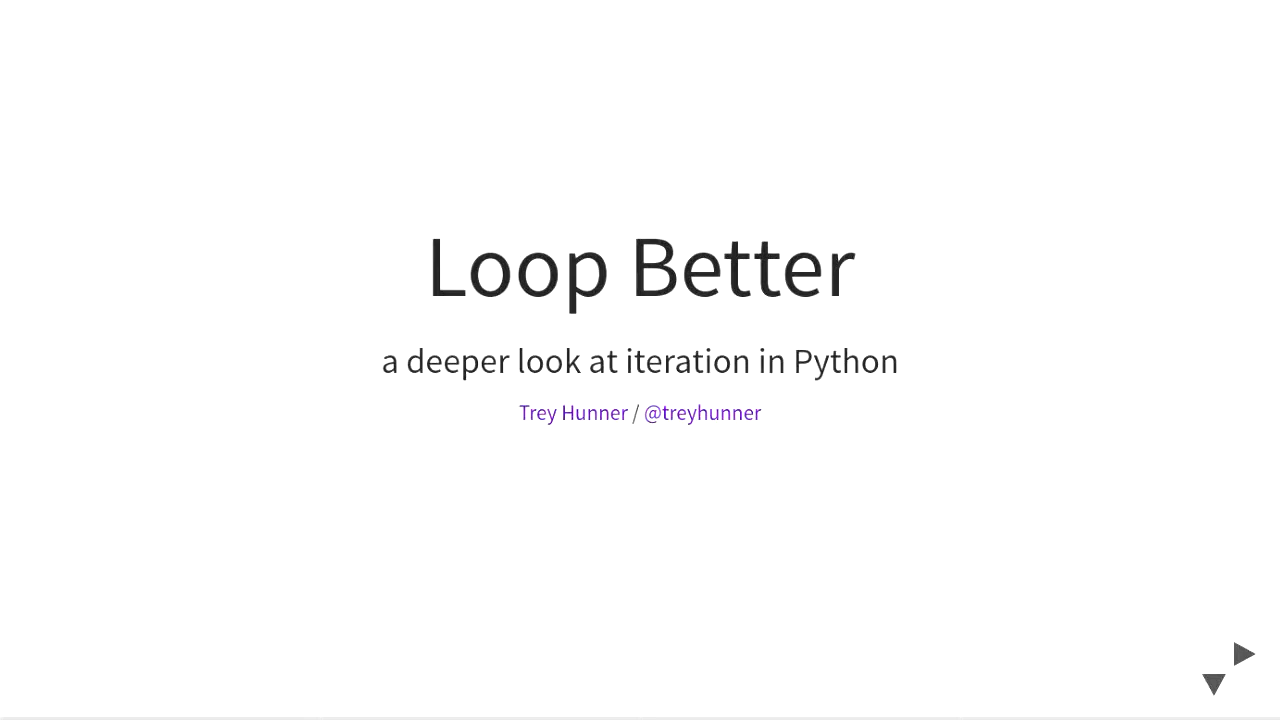 Loop Better
a deeper look at iteration in Python
Trey Hunner / @treyhunner